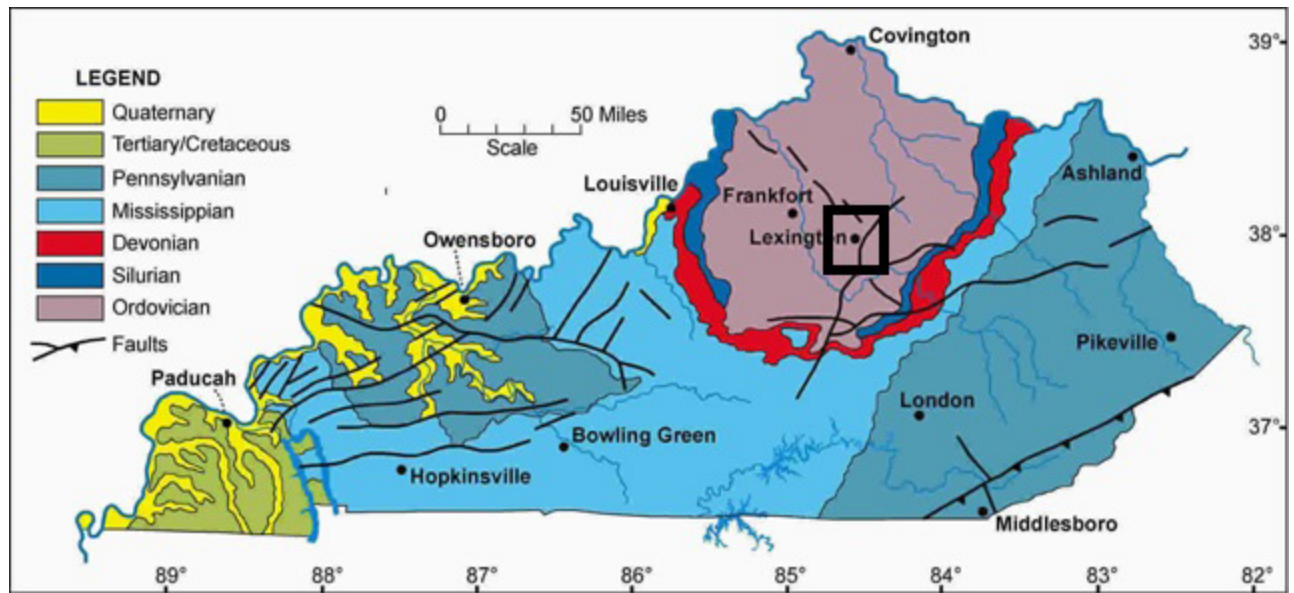 Covington
39°
LEGEND
Quaternary
0 50 Miles
Scale
Tertiary/Cretaceous
Pennsylvanian
Ashland
Louisville
Mississippian
Frankfort
Devonian
Owensboro
Lexington
38°
Silurian
Ordovician
Faults
Pikeville
Paducah
London
37°
Bowling Green
Hopkinsville
Middlesboro
89° 88° 87° 86° 85° 84° 83° 82°